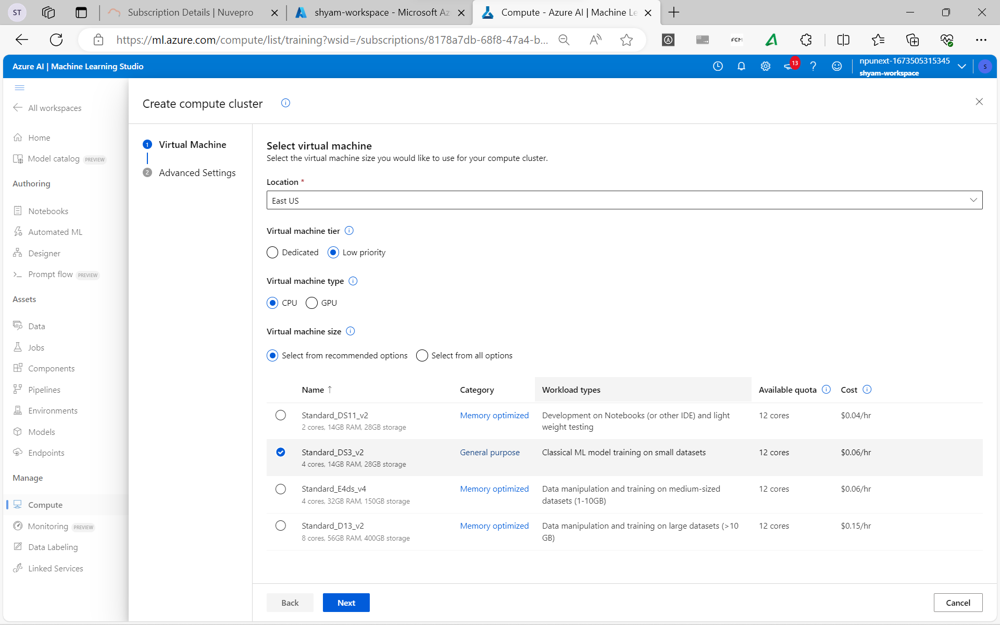 ST
Subscription Details | Nuvepro
shyam-workspace - Microsoft Az
Compute - Azure AI | Machine Le
https://ml.azure.com/compute/list/training?wsid=/subscriptions/8178a7db-68f8-47a4-b...
A
FCM
Azure AI | Machine Learning Studio
13
npunext-1673505315345
shyam-workspace
S
All workspaces
Home
Model catalog PREVIEW
Authoring
Notebooks
Automated ML
Designer
Prompt flow PREVIEW
Assets
Data
Jobs
Components
Pipelines
Environments
Models
Endpoints
Manage
Compute
Monitoring PREVIEW
Data Labeling
Linked Services
Create compute cluster
1 Virtual Machine
2 Advanced Settings
Select virtual machine
Select the virtual machine size you would like to use for your compute cluster.
Location *
East US
Virtual machine tier
Dedicated Low priority
Virtual machine type
CPU GPU
Virtual machine size
Select from recommended options Select from all options
Name ↑ Category Workload types Available quota Cost
Standard_DS11_v2 Memory optimized Development on Notebooks (or other IDE) and light 12 cores $0.04/hr
2 cores, 14GB RAM, 28GB storage weight testing
Standard_DS3_v2 General purpose Classical ML model training on small datasets 12 cores $0.06/hr
4 cores, 14GB RAM, 28GB storage
Standard_E4ds_v4 Memory optimized Data manipulation and training on medium-sized 12 cores $0.06/hr
4 cores, 32GB RAM, 150GB storage datasets (1-10GB)
Standard_D13_v2 Memory optimized Data manipulation and training on large datasets (>10 12 cores $0.15/hr
8 cores, 56GB RAM, 400GB storage GB)
Back Next Cancel